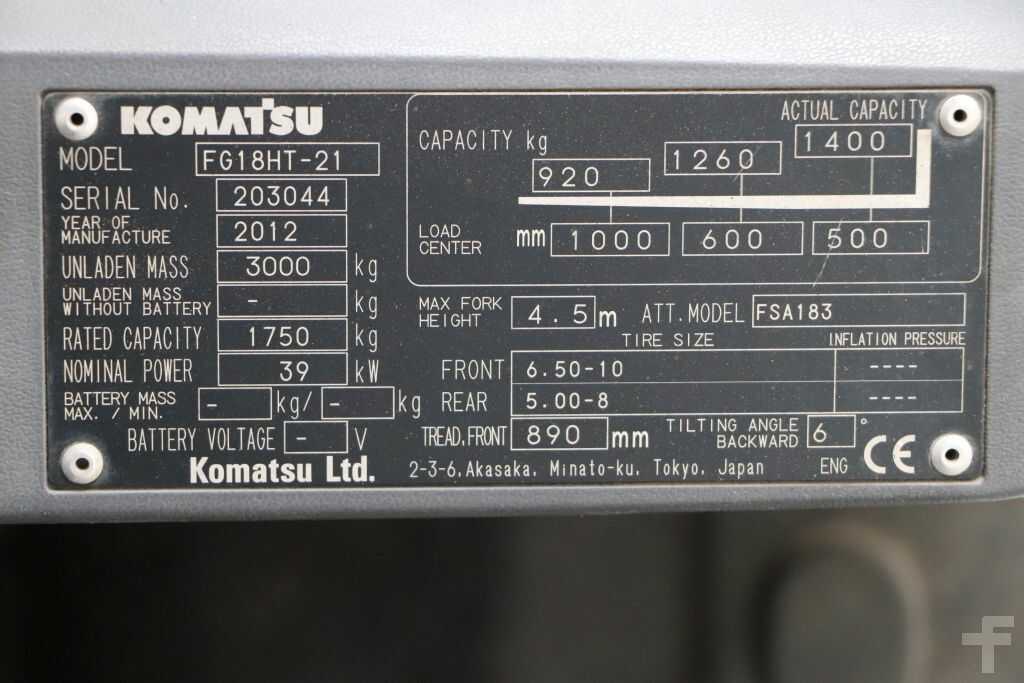 KOMATSU
MODEL FG18HT-21
SERIAL No. 203044
YEAR OF
MANUFACTURE 2012
UNLADEN MASS 3000 kg
UNLADEN MASS
WITHOUT BATTERY - kg
RATED CAPACITY 1750 kg
NOMINAL POWER 39 kW
BATTERY MASS
MAX. / MIN. - kg/ - kg
BATTERY VOLTAGE - V
ACTUAL CAPACITY
CAPACITY kg 920 1260 1400
LOAD
CENTER mm 1000 600 500
MAX FORK
HEIGHT 4.5 m ATT. MODEL FSA183
TIRE SIZE INFLATION PRESSURE
FRONT 6.50-10 ----
REAR 5.00-8 ----
TREAD.FRONT 890 mm TILTING ANGLE
BACKWARD 6 °
Komatsu Ltd. 2-3-6, Akasaka, Minato-ku, Tokyo, Japan ENG CE
f